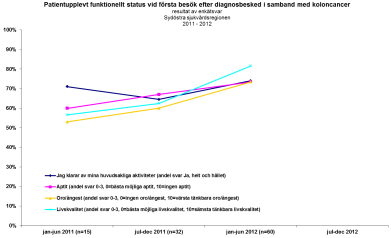 Patientupplevt funktionellt status vid första besök efter diagnosbesked i samband med koloncancer
resultat av enkätsvar
Sydöstra sjukvårdsregionen
2011 - 2012
100%
90%
80%
70%
60%
50%
40%
30%
20%
10%
0%
Jag klarar av mina huvudsakliga aktiviteter (andel svar Ja, helt och hållet)
Aptit (andel svar 0-3, 0=bästa möjliga aptit, 10=ingen aptit)
Oro/ångest (andel svar 0-3, 0=ingen oro/ångest, 10=värsta tänkbara oro/ångest)
Livskvalitet (andel svar 0-3, 0=bästa möjliga livskvalitet, 10=sämsta tänkbara livskvalitet)
jan-jun 2011 (n=15)
jul-dec 2011 (n=32)
jan-jun 2012 (n=60)
jul-dec 2012